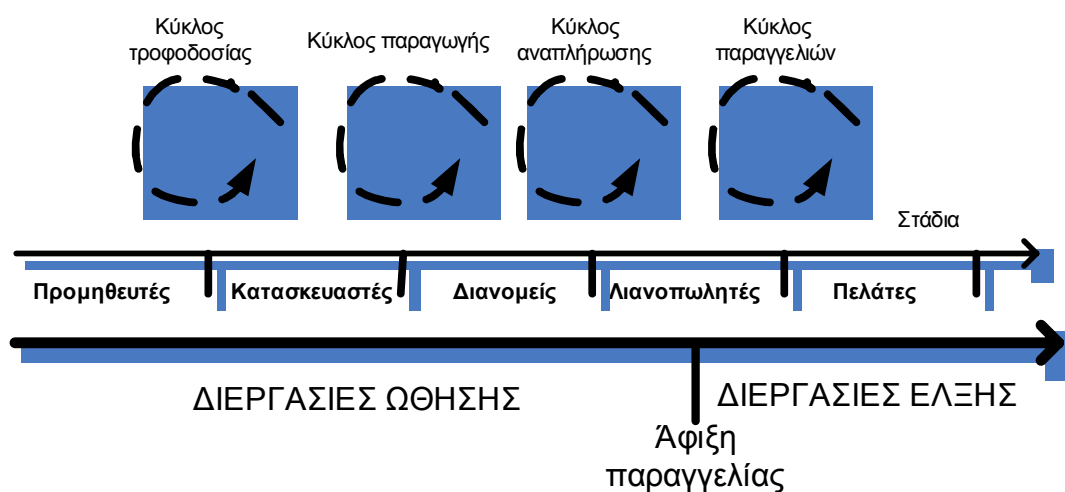 Κύκλος
τροφοδοσίας
Κύκλος παραγωγής
Κύκλος
αναπλήρωσης
Κύκλος
παραγγελιών
Στάδια
Προμηθευτές
Κατασκευαστές
Διανομείς
Λιανοπωλητές
Πελάτες
ΔΙΕΡΓΑΣΙΕΣ ΩΘΗΣΗΣ
ΔΙΕΡΓΑΣΙΕΣ ΕΛΞΗΣ
Άφιξη
παραγγελίας